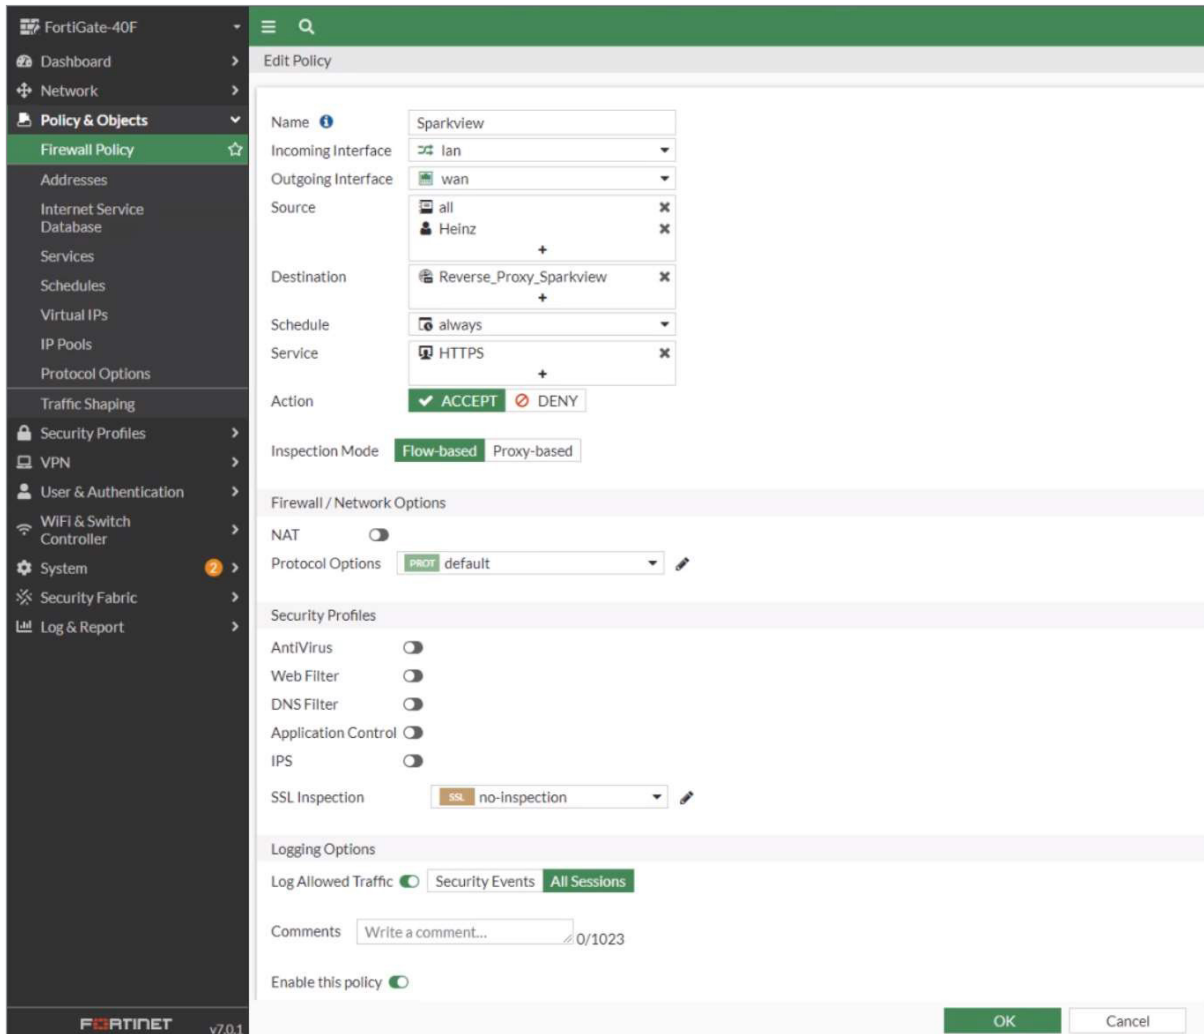 FortiGate-40F
Dashboard
Network
Policy & Objects
Firewall Policy
Addresses
Internet Service
Database
Services
Schedules
Virtual IPs
IP Pools
Protocol Options
Traffic Shaping
Security Profiles
VPN
User & Authentication
WiFi & Switch
Controller
System 2
Security Fabric
Log & Report
FORTINET v7.0.1
Edit Policy
Name Sparkview
Incoming Interface lan
Outgoing Interface wan
Source all
Heinz
+
Destination Reverse_Proxy_Sparkview
+
Schedule always
Service HTTPS
+
Action ACCEPT DENY
Inspection Mode Flow-based Proxy-based
Firewall / Network Options
NAT
Protocol Options PROT default
Security Profiles
AntiVirus
Web Filter
DNS Filter
Application Control
IPS
SSL Inspection SSL no-inspection
Logging Options
Log Allowed Traffic Security Events All Sessions
Comments Write a comment... 0/1023
Enable this policy
OK Cancel